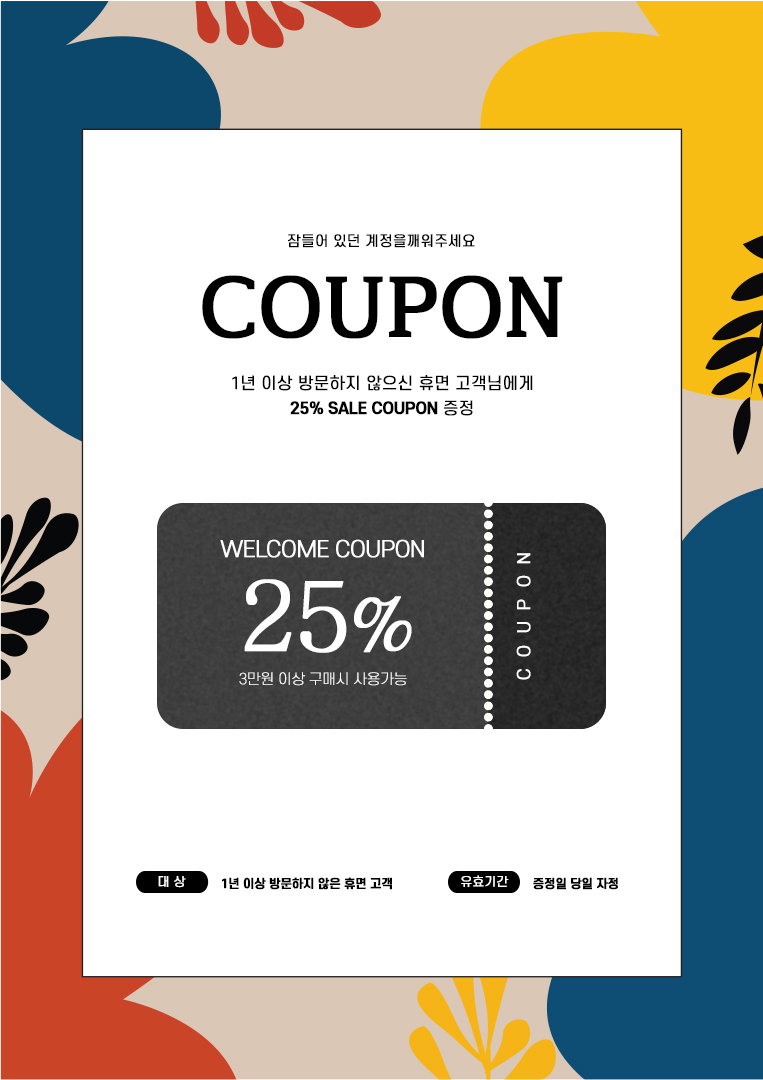 잠들어 있던 계정을깨워주세요
COUPON
1년 이상 방문하지 않으신 휴면 고객님에게
25% SALE COUPON 증정
WELCOME COUPON
25%
3만원 이상 구매시 사용가능
COUPON
대 상
1년 이상 방문하지 않은 휴면 고객
유효기간
증정일 당일 자정